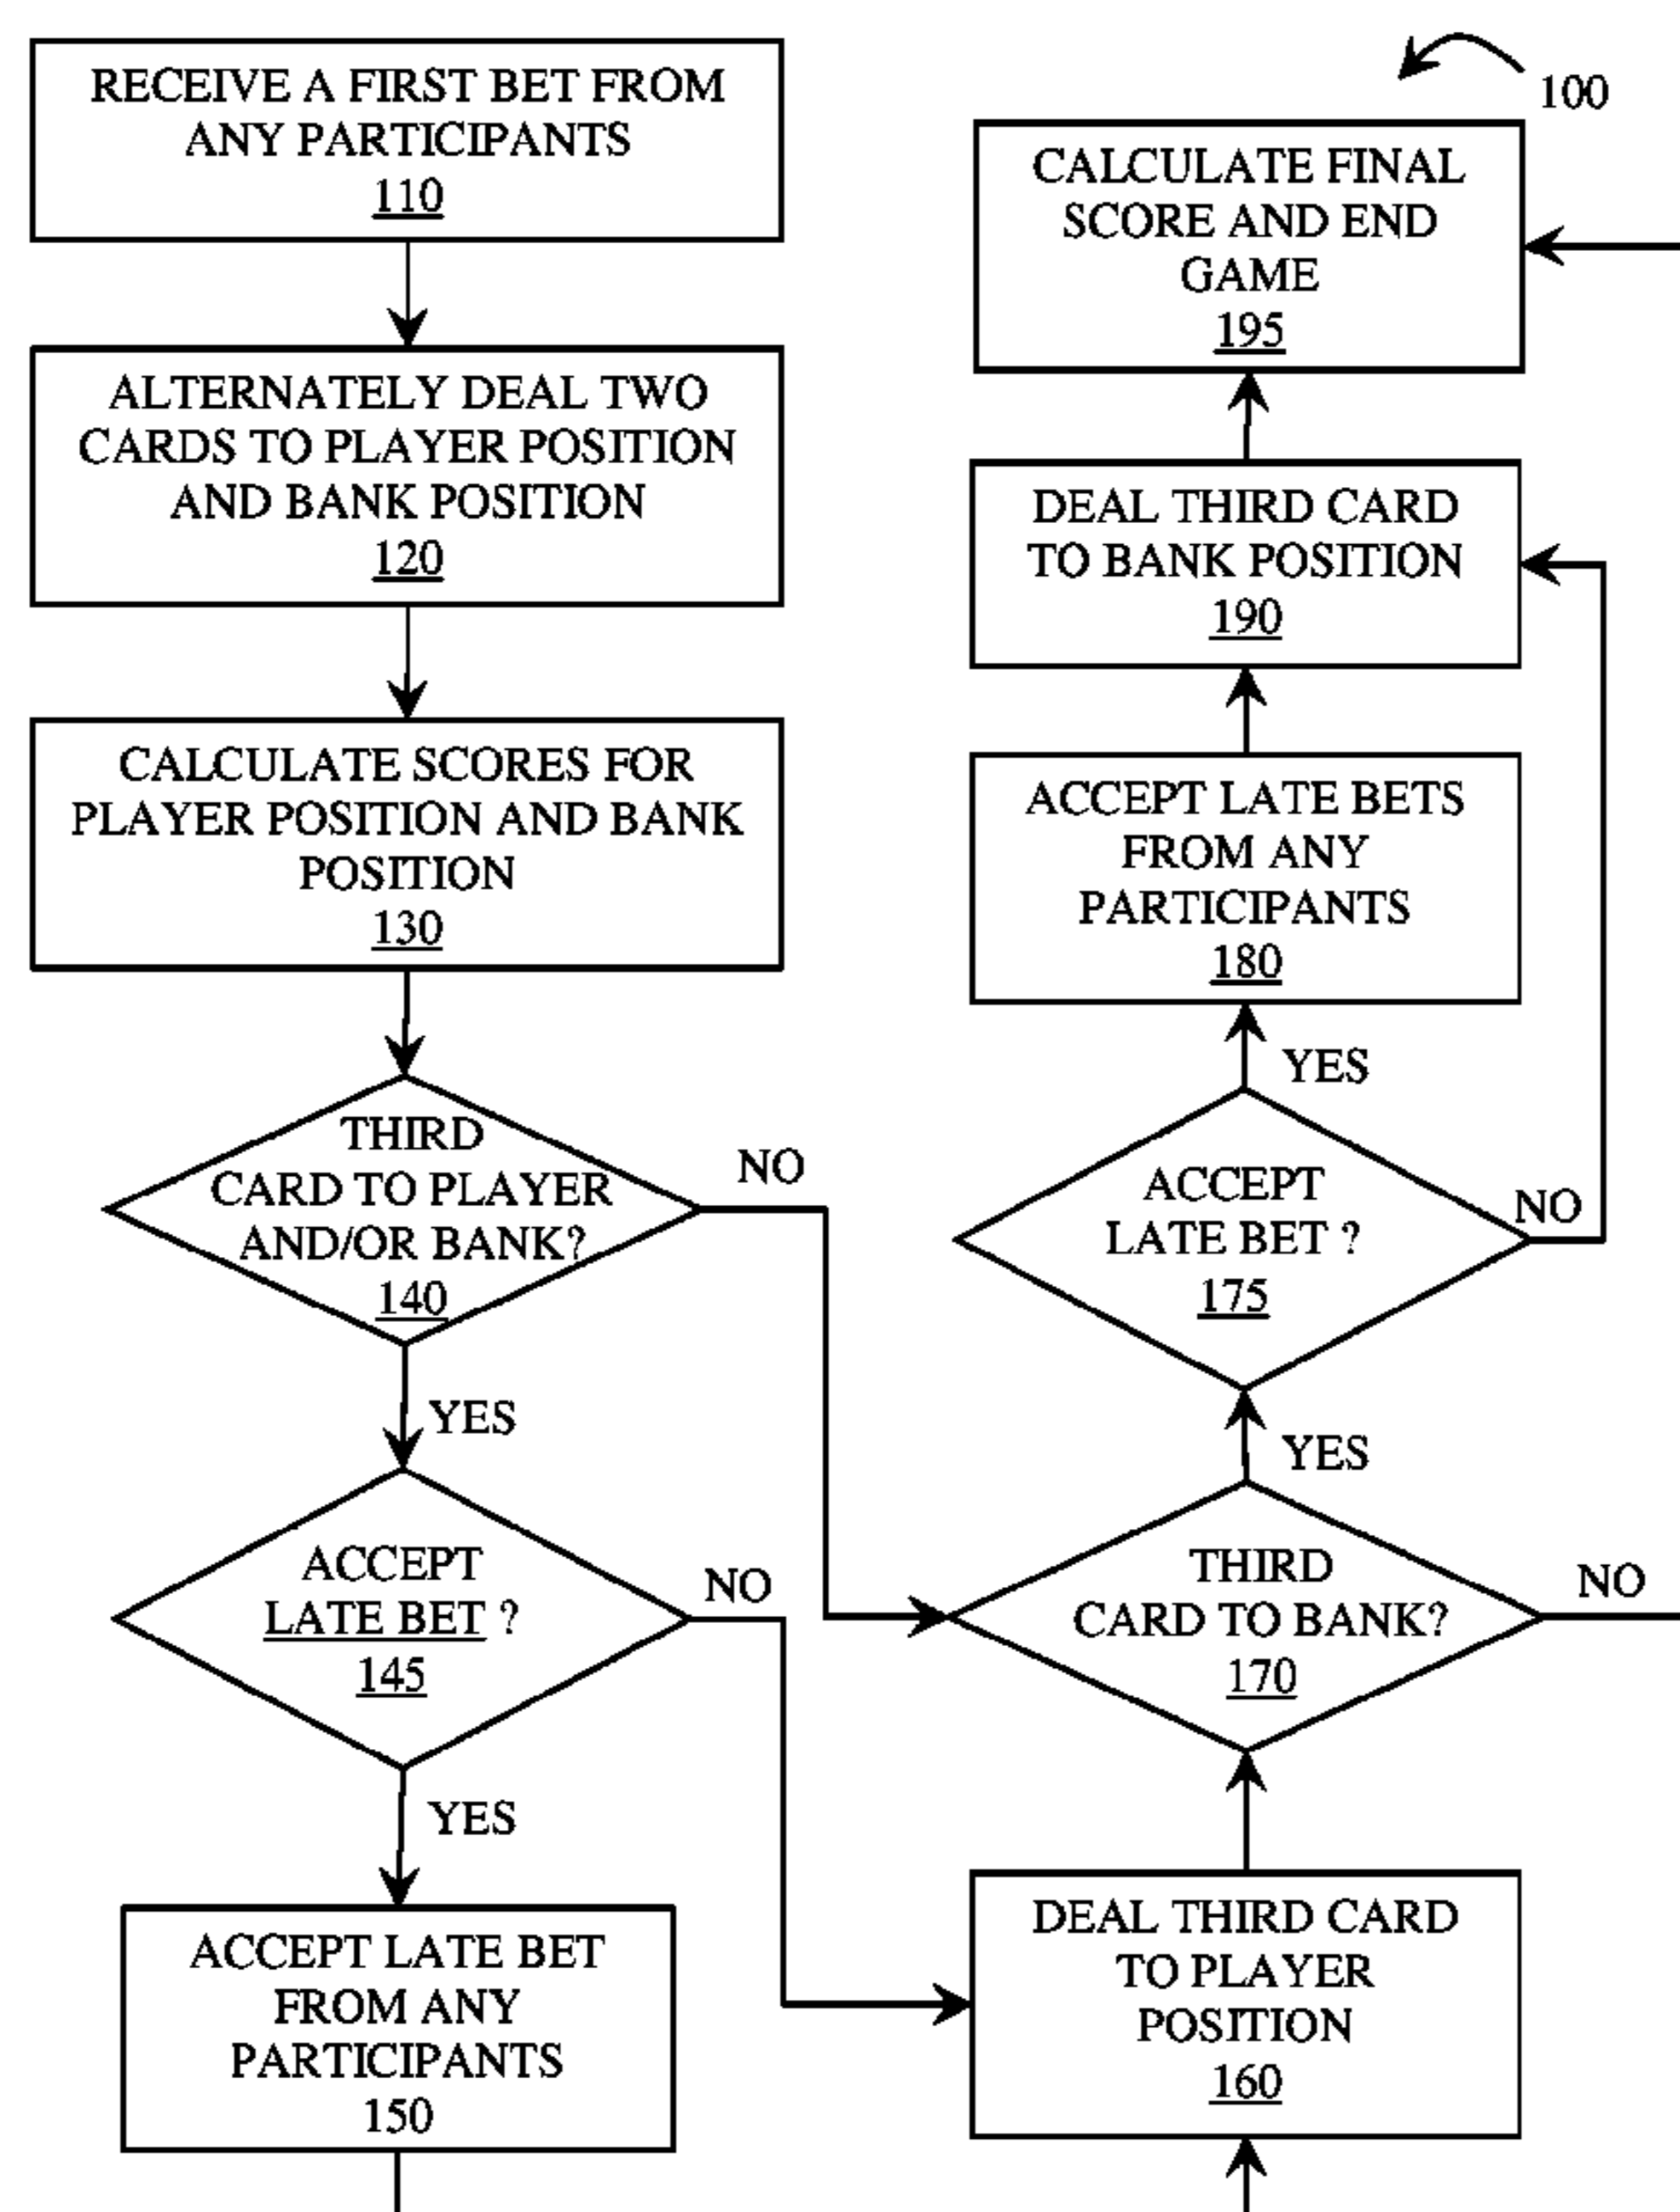 RECEIVE A FIRST BET FROM
ANY PARTICIPANTS
110
ALTERNATELY DEAL TWO
CARDS TO PLAYER POSITION
AND BANK POSITION
120
CALCULATE SCORES FOR
PLAYER POSITION AND BANK
POSITION
130
THIRD
CARD TO PLAYER
AND/OR BANK?
140
NO
YES
ACCEPT
LATE BET ?
145
NO
YES
ACCEPT LATE BET
FROM ANY
PARTICIPANTS
150
100
CALCULATE FINAL
SCORE AND END
GAME
195
DEAL THIRD CARD
TO BANK POSITION
190
ACCEPT LATE BETS
FROM ANY
PARTICIPANTS
180
YES
ACCEPT
LATE BET ?
175
NO
YES
THIRD
CARD TO BANK?
170
NO
DEAL THIRD CARD
TO PLAYER
POSITION
160